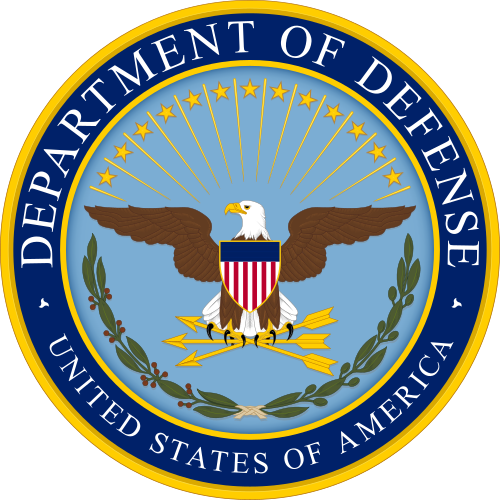 DEPARTMENT OF DEFENSE
UNITED STATES OF AMERICA